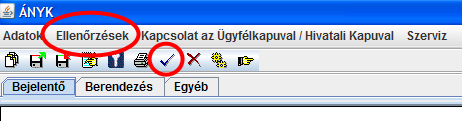 ÁNYK
Adatok Ellenőrzések Kapcsolat az Ügyfélkapuval / Hivatali Kapuval Szerviz
Bejelentő Berendezés Egyéb